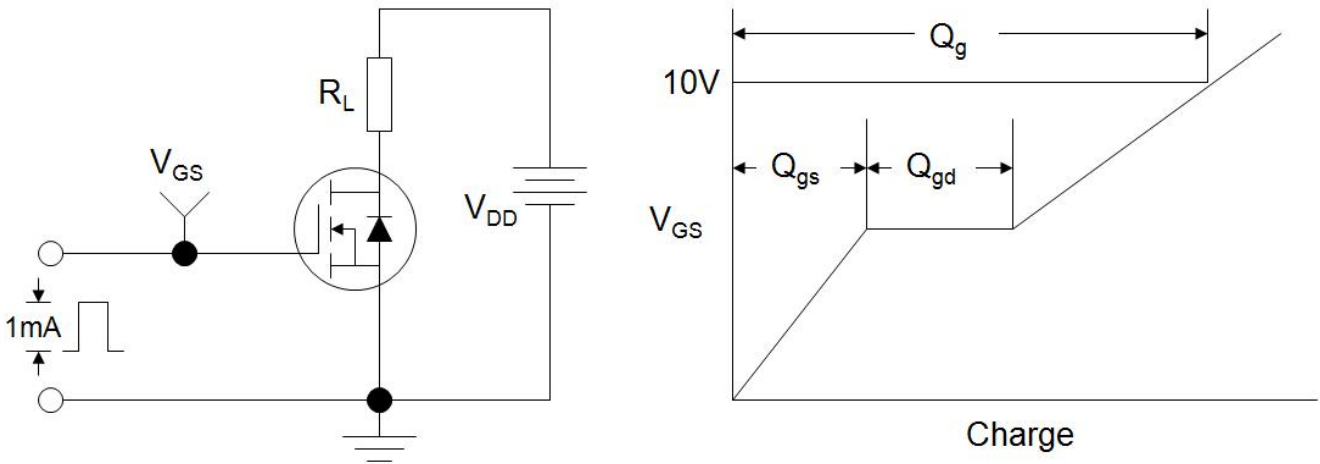 R_L
V_GS
V_DD
1mA
Q_g
10V
Q_gs
Q_gd
V_GS
Charge